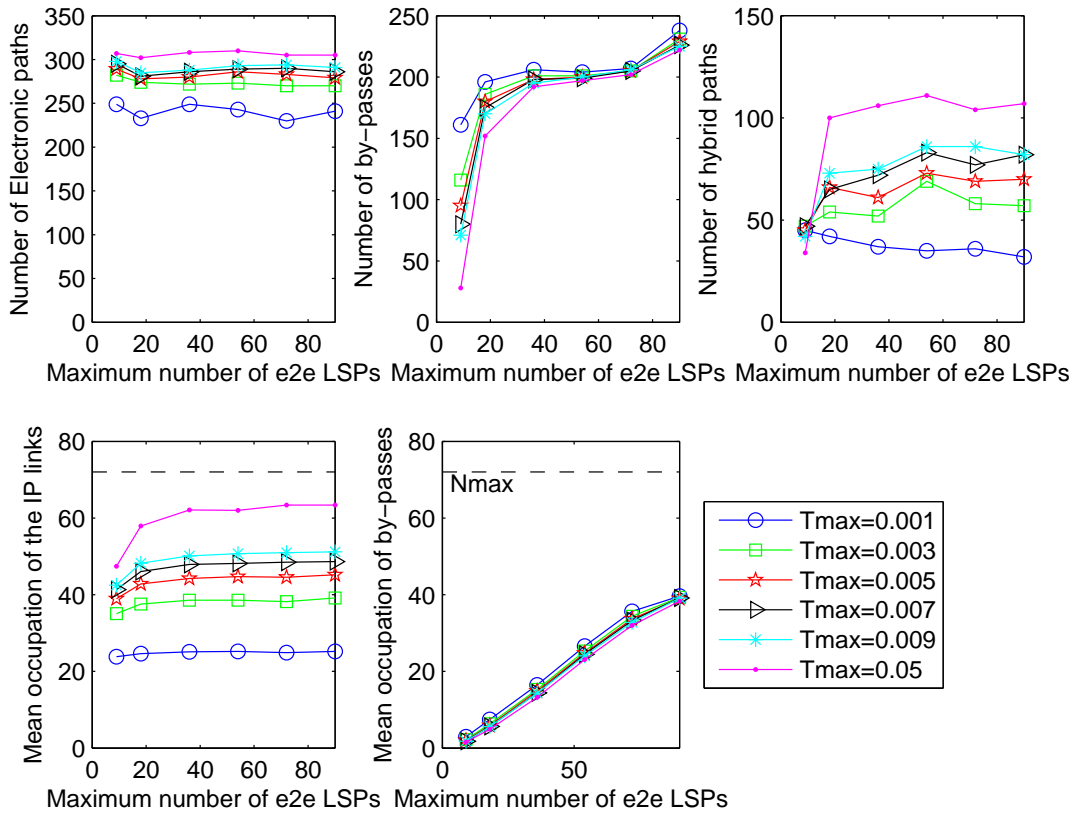 Number of Electronic paths
350
300
250
200
150
100
50
0
0 20 40 60 80
Maximum number of e2e LSPs
Number of by−passes
250
200
150
100
50
0
0 20 40 60 80
Maximum number of e2e LSPs
Number of hybrid paths
150
100
50
0
0 20 40 60 80
Maximum number of e2e LSPs
Mean occupation of the IP links
80
60
40
20
0
0 20 40 60 80
Maximum number of e2e LSPs
Mean occupation of by−passes
80
60
40
20
0
Nmax
0 50
Maximum number of e2e LSPs
Tmax=0.001
Tmax=0.003
Tmax=0.005
Tmax=0.007
Tmax=0.009
Tmax=0.05